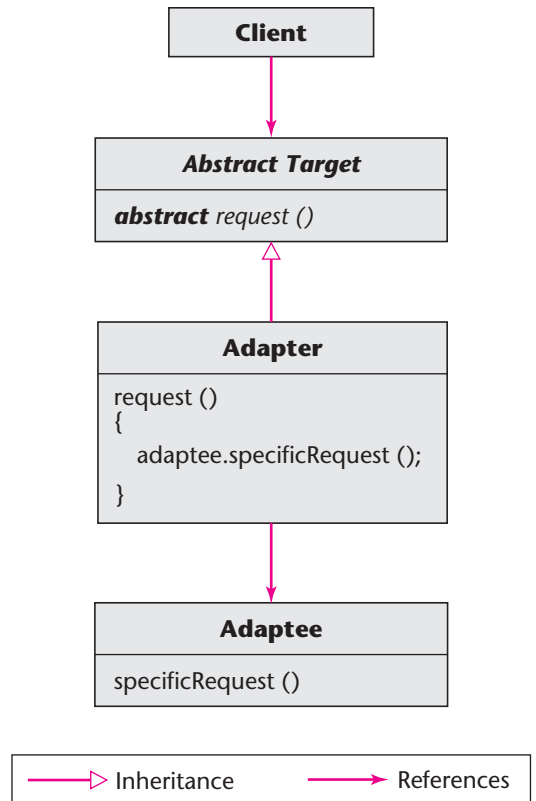 Client
Abstract Target
abstract request ()
Adapter
request ()
{
adaptee.specificRequest ();
}
Adaptee
specificRequest ()
Inheritance
References